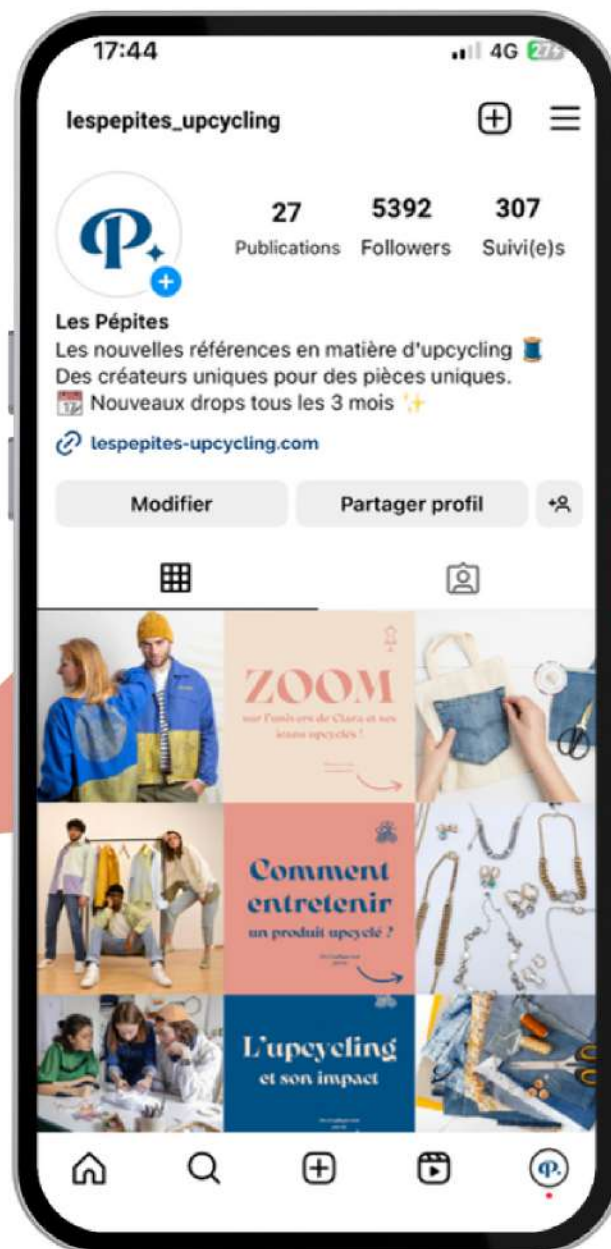 17:44
4G 27
lespepites_upcycling
27 5392 307
Publications Followers Suivi(e)s
Les Pépites
Les nouvelles références en matière d'upcycling
Des créateurs uniques pour des pièces uniques.
Nouveaux drops tous les 3 mois
lespepites-upcycling.com
Modifier
Partager profil
ZOOM
sur l'univers de Clara et ses
jeans upcyclés !
Comment
entretenir
un produit upcyclé ?
L'upcycling
et son impact